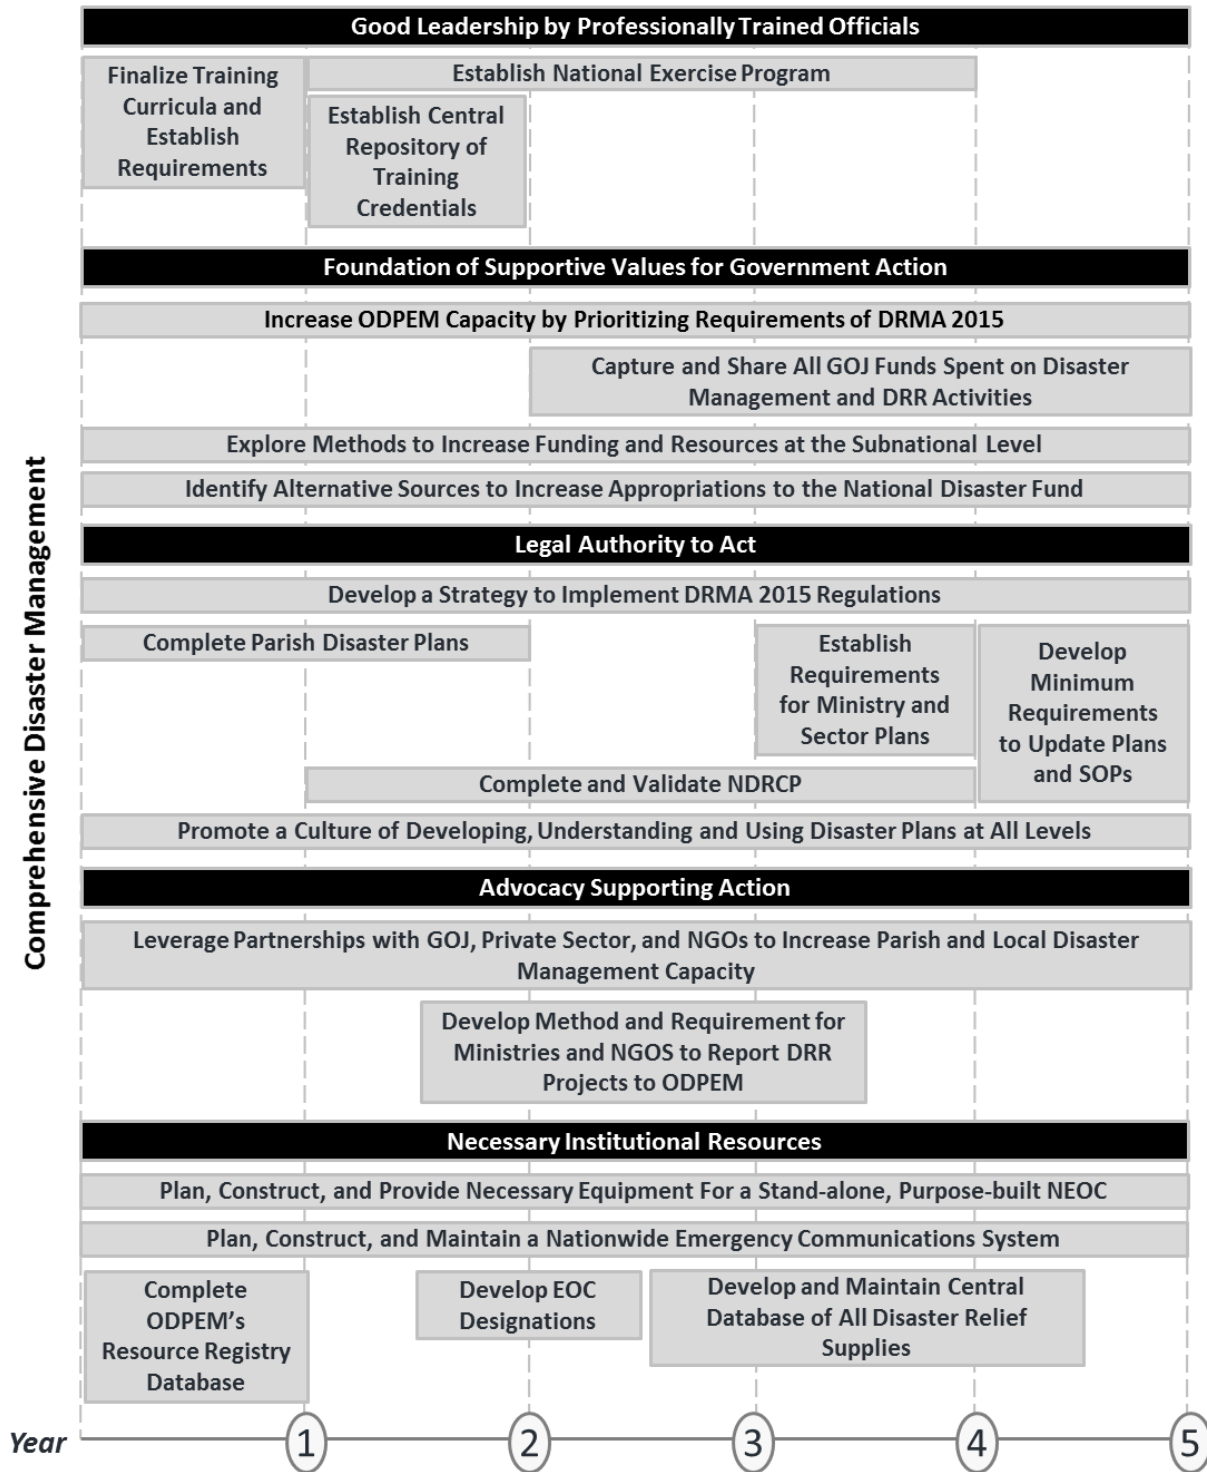 Good Leadership by Professionally Trained Officials
Finalize Training
Curricula and
Establish
Requirements
Establish National Exercise Program
Establish Central
Repository of
Training
Credentials
Foundation of Supportive Values for Government Action
Increase ODPEM Capacity by Prioritizing Requirements of DRMA 2015
Capture and Share All GOJ Funds Spent on Disaster
Management and DRR Activities
Explore Methods to Increase Funding and Resources at the Subnational Level
Identify Alternative Sources to Increase Appropriations to the National Disaster Fund
Comprehensive Disaster Management
Legal Authority to Act
Develop a Strategy to Implement DRMA 2015 Regulations
Complete Parish Disaster Plans
Establish
Requirements
for Ministry and
Sector Plans
Develop
Minimum
Requirements
to Update Plans
and SOPs
Complete and Validate NDRCP
Promote a Culture of Developing, Understanding and Using Disaster Plans at All Levels
Advocacy Supporting Action
Leverage Partnerships with GOJ, Private Sector, and NGOs to Increase Parish and Local Disaster
Management Capacity
Develop Method and Requirement for
Ministries and NGOS to Report DRR
Projects to ODPEM
Necessary Institutional Resources
Plan, Construct, and Provide Necessary Equipment For a Stand-alone, Purpose-built NEOC
Plan, Construct, and Maintain a Nationwide Emergency Communications System
Complete
ODPEM's
Resource Registry
Database
Develop EOC
Designations
Develop and Maintain Central
Database of All Disaster Relief
Supplies
Year 1 2 3 4 5